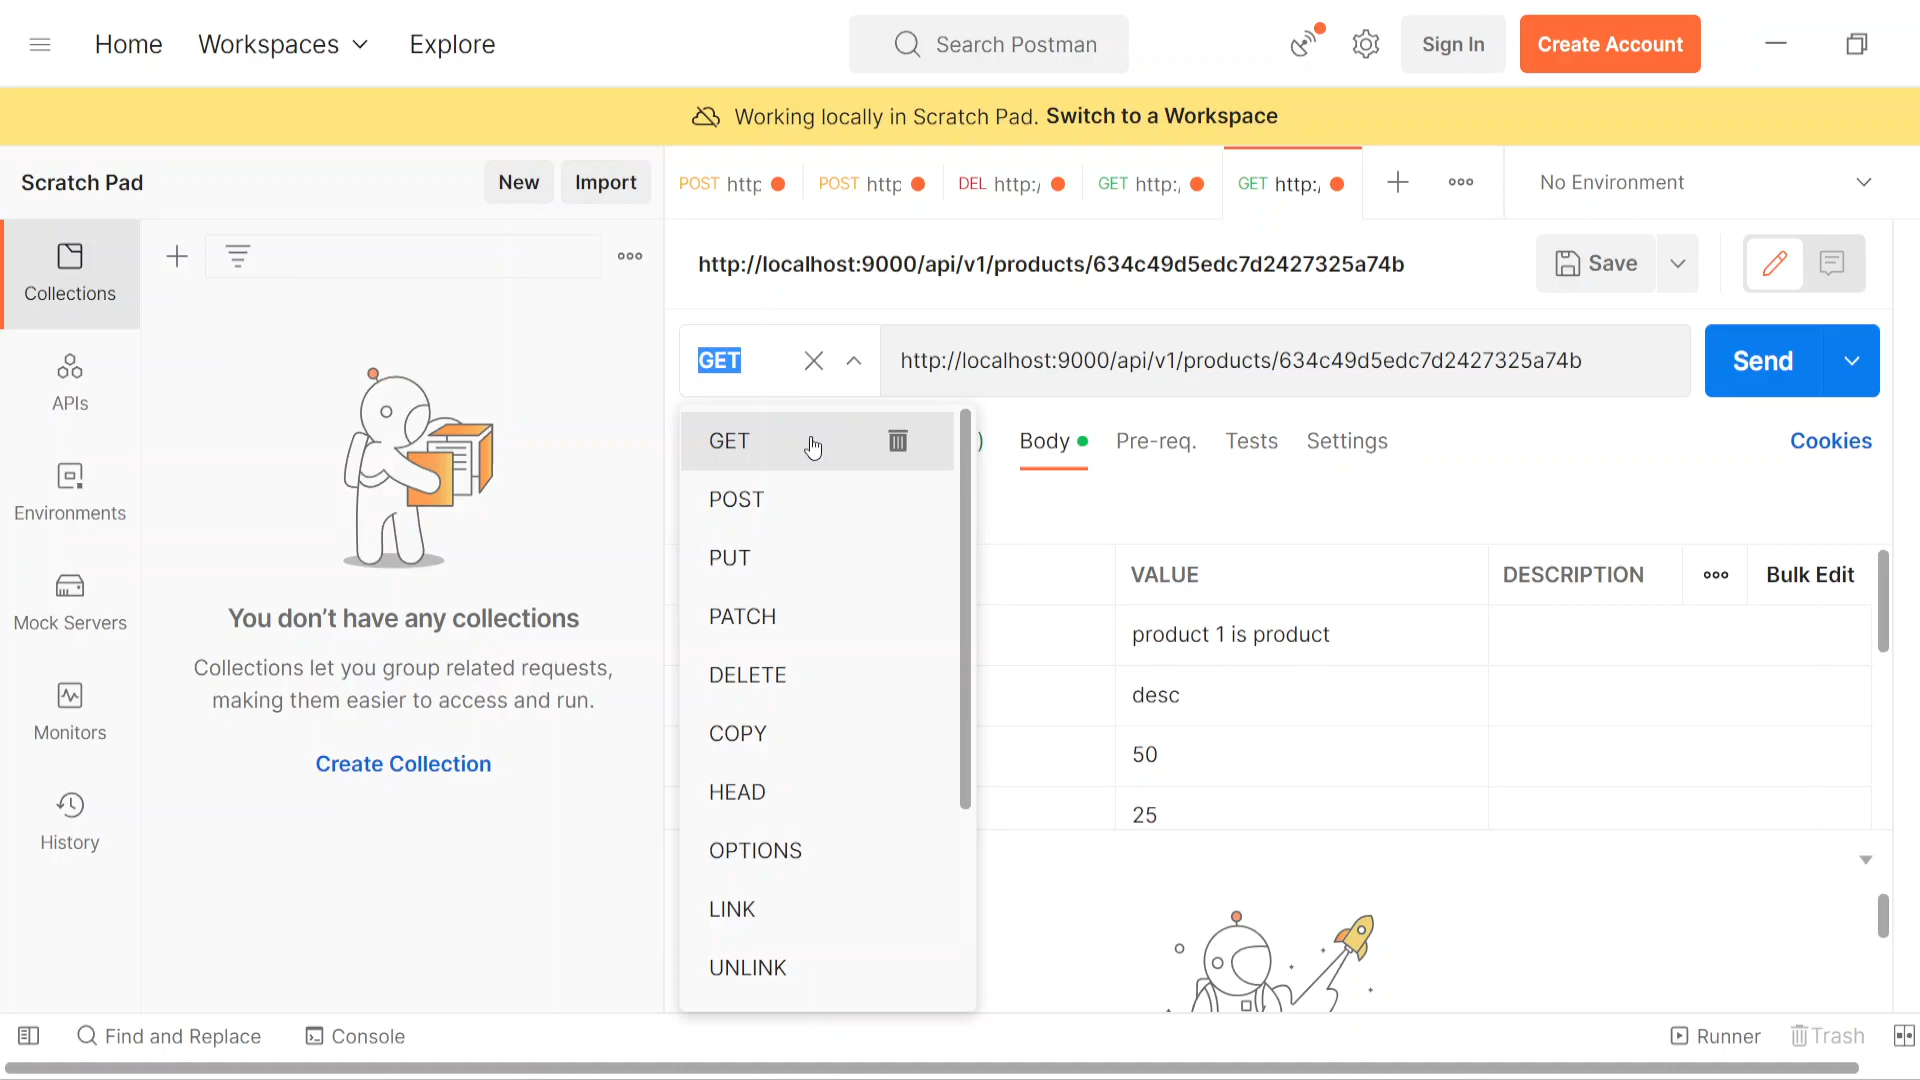 Home
Workspaces
Explore
Search Postman
Sign In
Create Account
Working locally in Scratch Pad. Switch to a Workspace
Scratch Pad
New
Import
POST http
POST http
DEL http:/
GET http:/
GET http:/
No Environment
http://localhost:9000/api/v1/products/634c49d5edc7d2427325a74b
Save
GET
http://localhost:9000/api/v1/products/634c49d5edc7d2427325a74b
Send
Collections
APIs
Environments
Mock Servers
Monitors
History
You don't have any collections
Collections let you group related requests,
making them easier to access and run.
Create Collection
GET
POST
PUT
PATCH
DELETE
COPY
HEAD
OPTIONS
LINK
UNLINK
)
Body
Pre-req.
Tests
Settings
Cookies
VALUE
DESCRIPTION
Bulk Edit
product 1 is product
desc
50
25
Find and Replace
Console
Runner
Trash